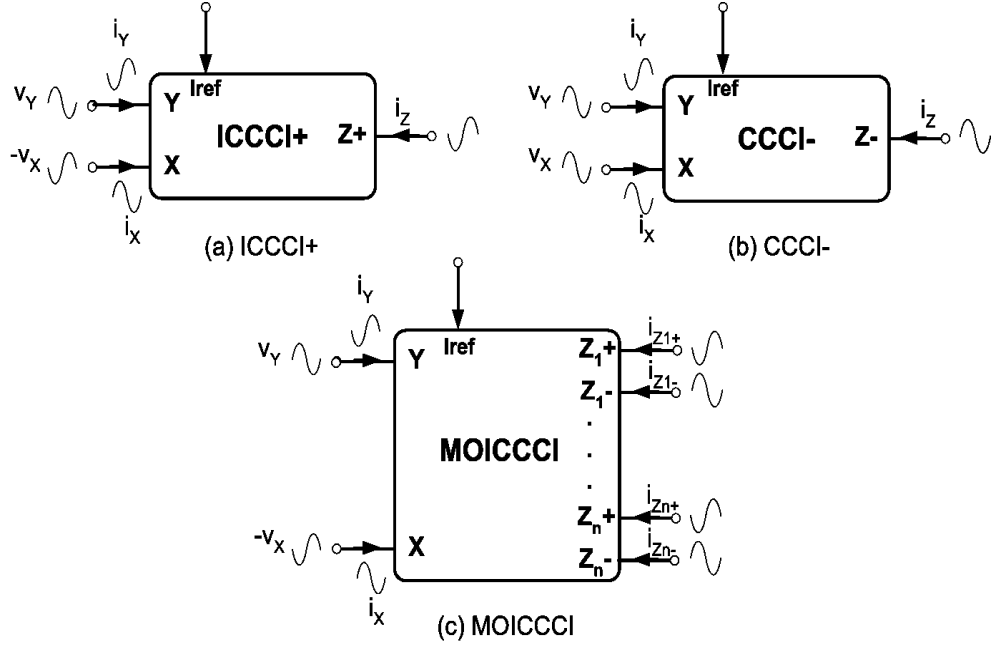 i_Y
Iref
v_Y
Y
ICCCI+
Z+
i_Z
-v_X
X
i_X
(a) ICCCI+
i_Y
Iref
v_Y
Y
CCCI-
Z-
i_Z
v_X
X
i_X
(b) CCCI-
i_Y
Iref
v_Y
Y
Z_1+
i_Z1+
Z_1-
i_Z1-
MOICCCI
. . .
Z_n+
i_Zn+
-v_X
X
Z_n-
i_Zn-
i_X
(c) MOICCCI